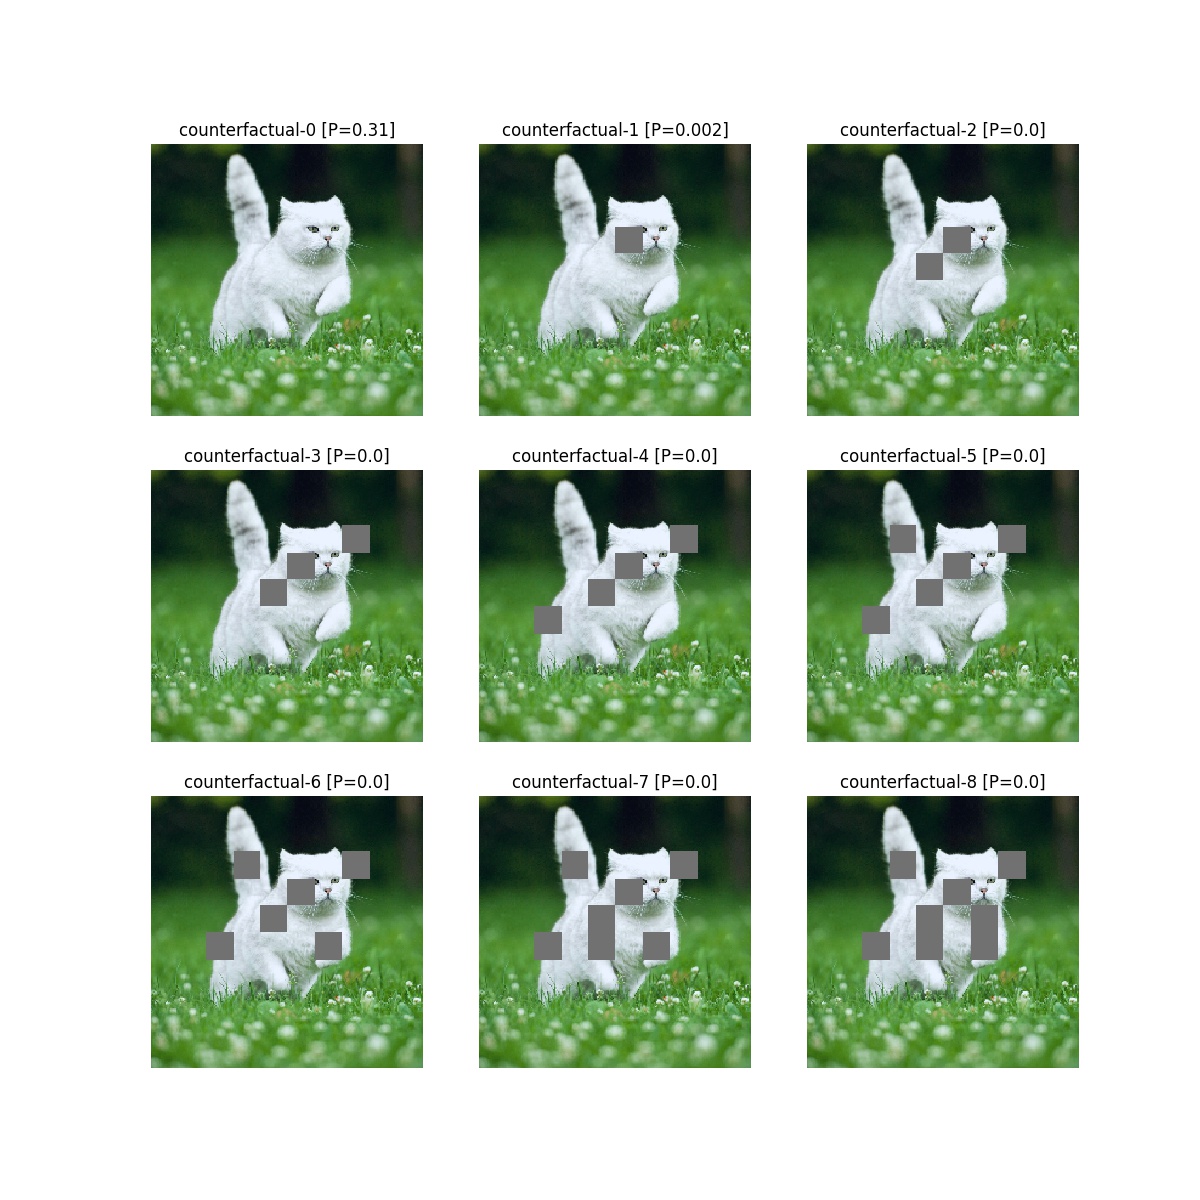 counterfactual-0 [P=0.31]
counterfactual-1 [P=0.002]
counterfactual-2 [P=0.0]
counterfactual-3 [P=0.0]
counterfactual-4 [P=0.0]
counterfactual-5 [P=0.0]
counterfactual-6 [P=0.0]
counterfactual-7 [P=0.0]
counterfactual-8 [P=0.0]